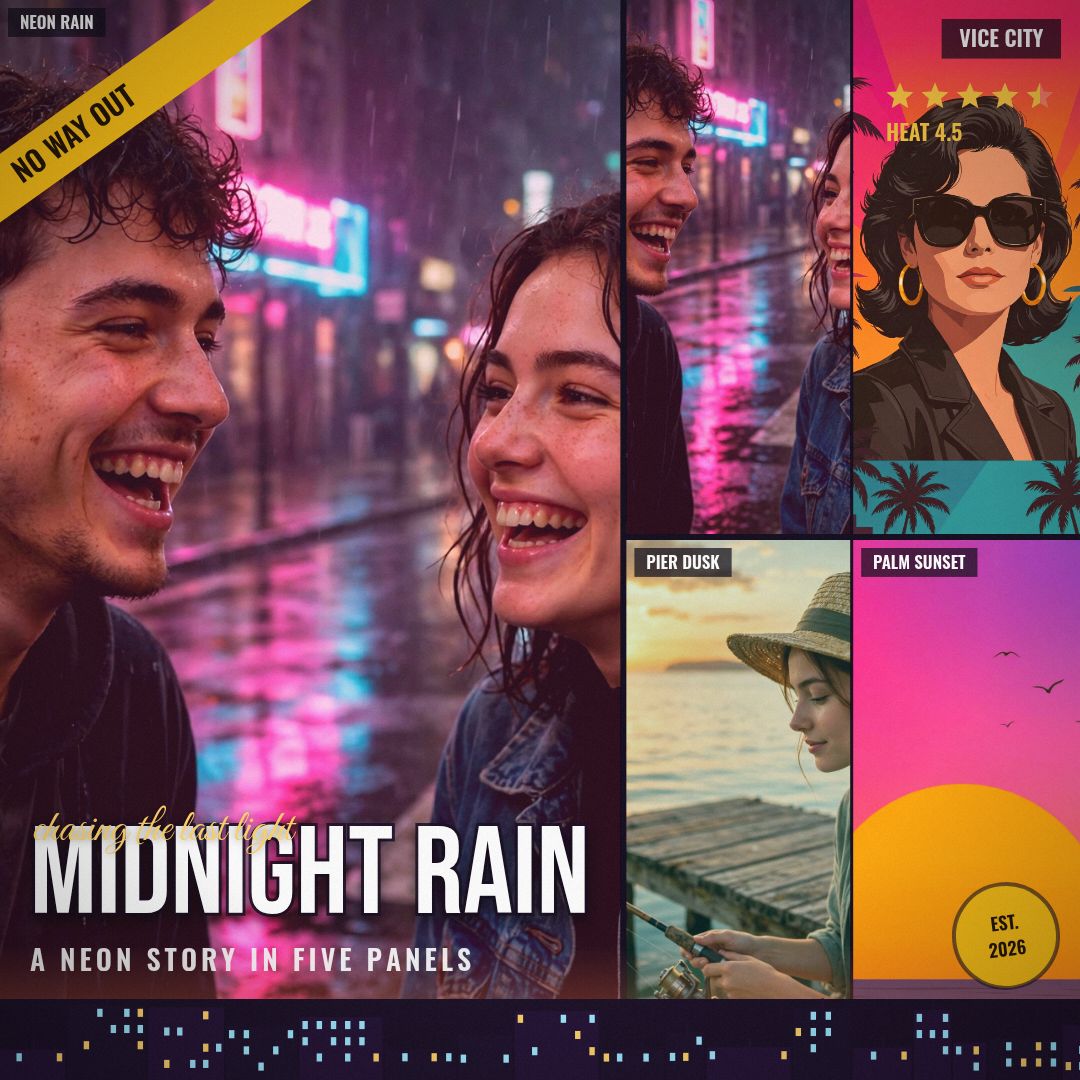 NEON RAIN
NO WAY OUT
VICE CITY
HEAT 4.5
PIER DUSK
PALM SUNSET
chasing the last light
MIDNIGHT RAIN
A NEON STORY IN FIVE PANELS
EST.
2026